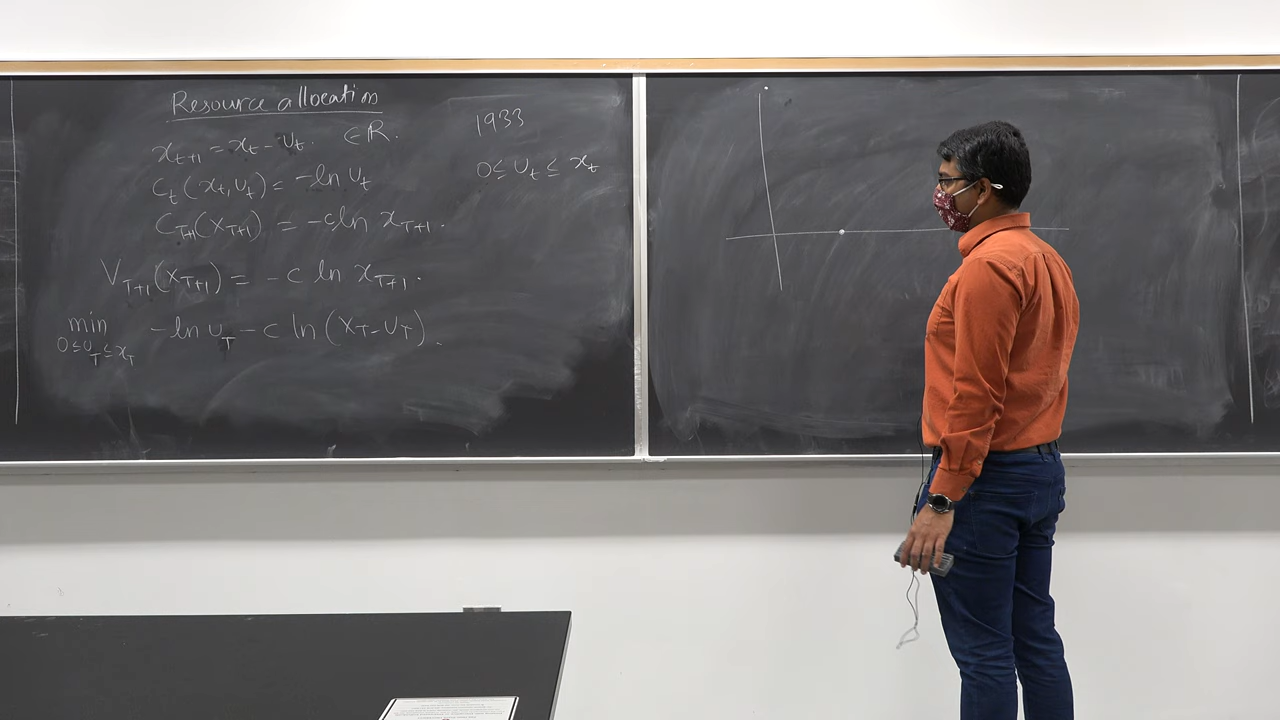 Resource allocation
x_{t+1} = x_t - u_t. ∈ R.
1933
C_t(x_t, u_t) = -ln u_t
0 ≤ u_t ≤ x_t
C_{T+1}(x_{T+1}) = -c ln x_{T+1}.
V_{T+1}(x_{T+1}) = -c ln x_{T+1}.
min -ln u_T - c ln (x_T - u_T).
0 ≤ u_T ≤ x_T